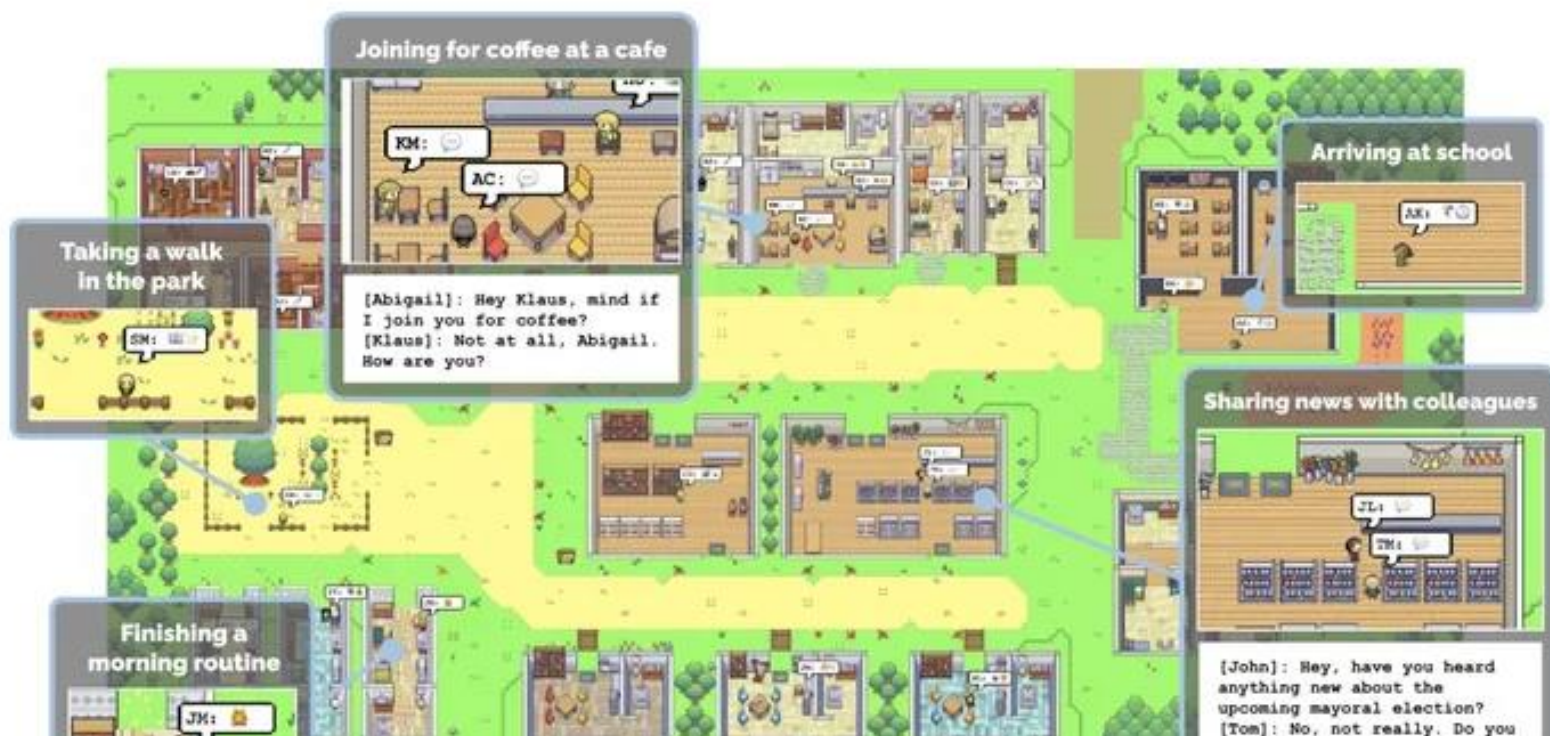 Joining for coffee at a cafe
KM:
AC:
[Abigail]: Hey Klaus, mind if
I join you for coffee?
[Klaus]: Not at all, Abigail.
How are you?
Arriving at school
AK:
Taking a walk
in the park
SM:
Sharing news with colleagues
JL:
TM:
[John]: Hey, have you heard
anything new about the
upcoming mayoral election?
[Tom]: No, not really. Do you
Finishing a
morning routine
JM: